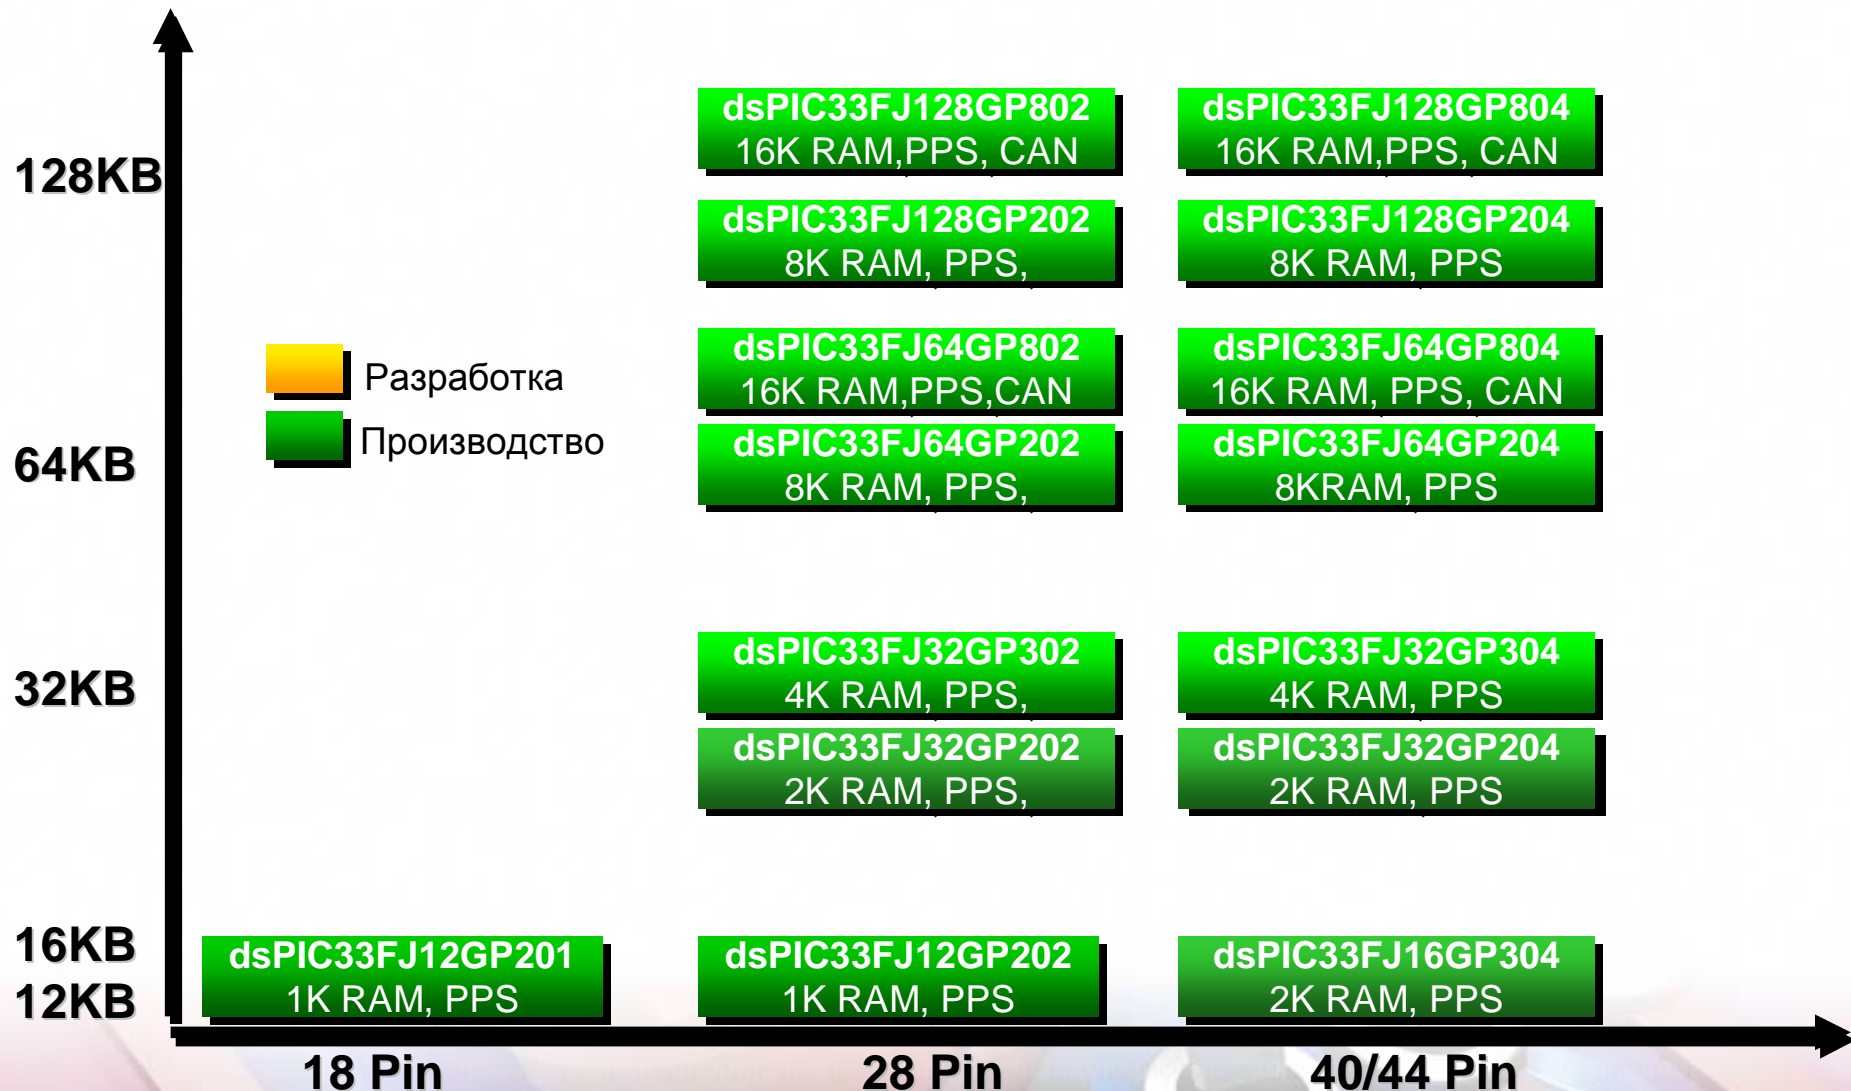 dsPIC33FJ128GP802
16K RAM,PPS, CAN
dsPIC33FJ128GP804
16K RAM,PPS, CAN
128KB
dsPIC33FJ128GP202
8K RAM, PPS,
dsPIC33FJ128GP204
8K RAM, PPS
Разработка
Производство
dsPIC33FJ64GP802
16K RAM,PPS,CAN
dsPIC33FJ64GP804
16K RAM, PPS, CAN
64KB
dsPIC33FJ64GP202
8K RAM, PPS,
dsPIC33FJ64GP204
8KRAM, PPS
32KB
dsPIC33FJ32GP302
4K RAM, PPS,
dsPIC33FJ32GP304
4K RAM, PPS
dsPIC33FJ32GP202
2K RAM, PPS,
dsPIC33FJ32GP204
2K RAM, PPS
16KB
12KB
dsPIC33FJ12GP201
1K RAM, PPS
dsPIC33FJ12GP202
1K RAM, PPS
dsPIC33FJ16GP304
2K RAM, PPS
18 Pin
28 Pin
40/44 Pin